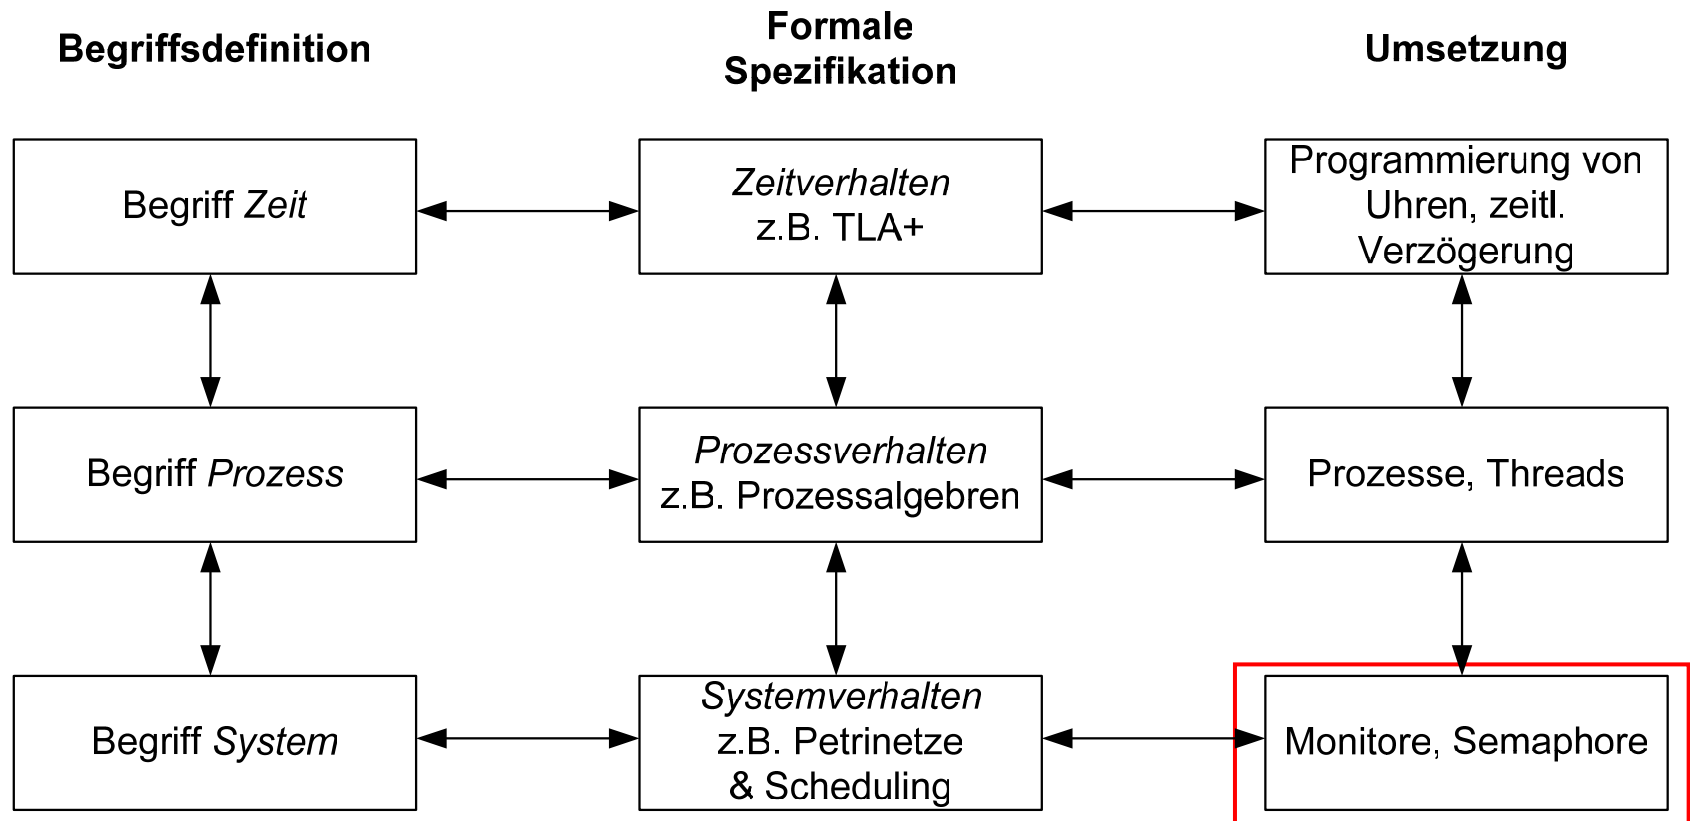 Begriffsdefinition
Formale
Spezifikation
Umsetzung
Begriff Zeit
Zeitverhalten
z.B. TLA+
Programmierung von
Uhren, zeitl.
Verzögerung
Begriff Prozess
Prozessverhalten
z.B. Prozessalgebren
Prozesse, Threads
Begriff System
Systemverhalten
z.B. Petrinetze
& Scheduling
Monitore, Semaphore